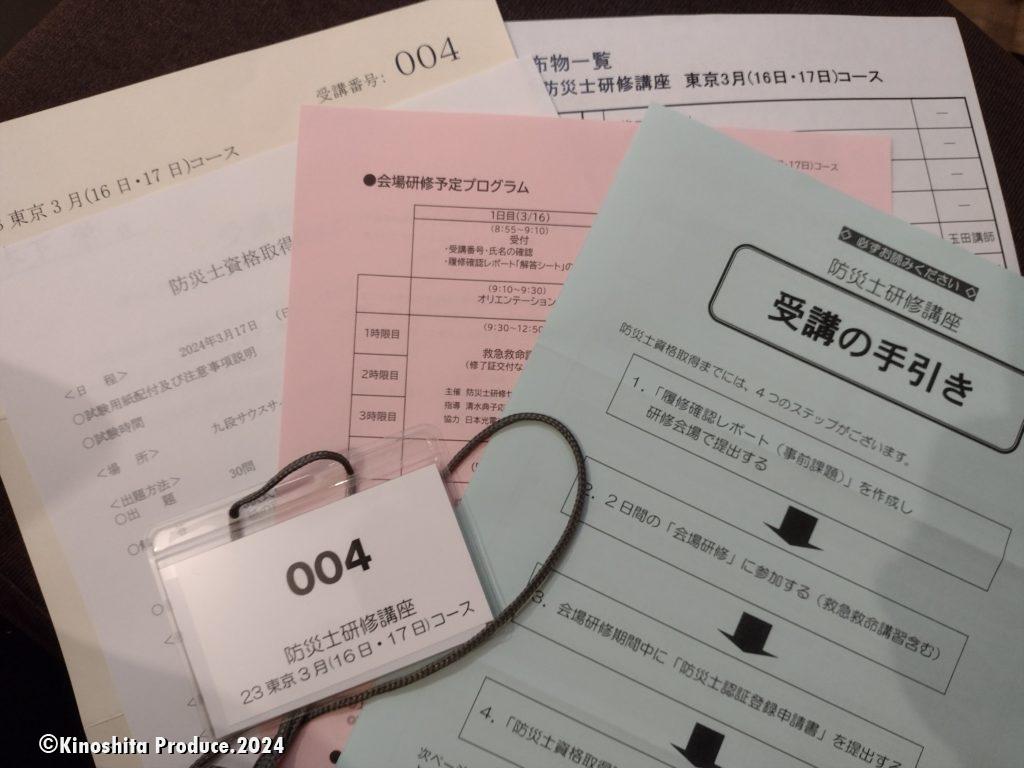 受講番号: 004
東京3月(16日・17日)コース
布物一覧
防災士研修講座 東京3月(16日・17日)コース
玉田講師
防災士資格取得
2024年3月17日
<日 程>
○試験用紙配付及び注意事項説明
○試験時間
<場 所>
九段サウスサ
<出題方法>
○出 題 30問
17日)コース
●会場研修予定プログラム
1日目(3/16)
(8:55~9:10)
受付
・受講番号・氏名の確認
・履修確認レポート「解答シート」の
(9:10~9:30)
オリエンテーション
1時限目
(9:30~12:50
救急救命講
(修了証交付な
2時限目
主催 防災士研修
指導 清水典子
協力 日本光電
3時限目
◇ 必ずお読みください ◇
防災士研修講座
受講の手引き
防災士資格取得までには、4つのステップがございます。
1.「履修確認レポート(事前課題)」を作成し
研修会場で提出する
2. 2日間の「会場研修」に参加する(救急救命講習含む)
3. 会場研修期間中に「防災士認証登録申請書」を提出する
4.「防災士資格取得
次ページ
004
防災士研修講座
23東京3月(16日・17日)コース
©Kinoshita Produce.2024